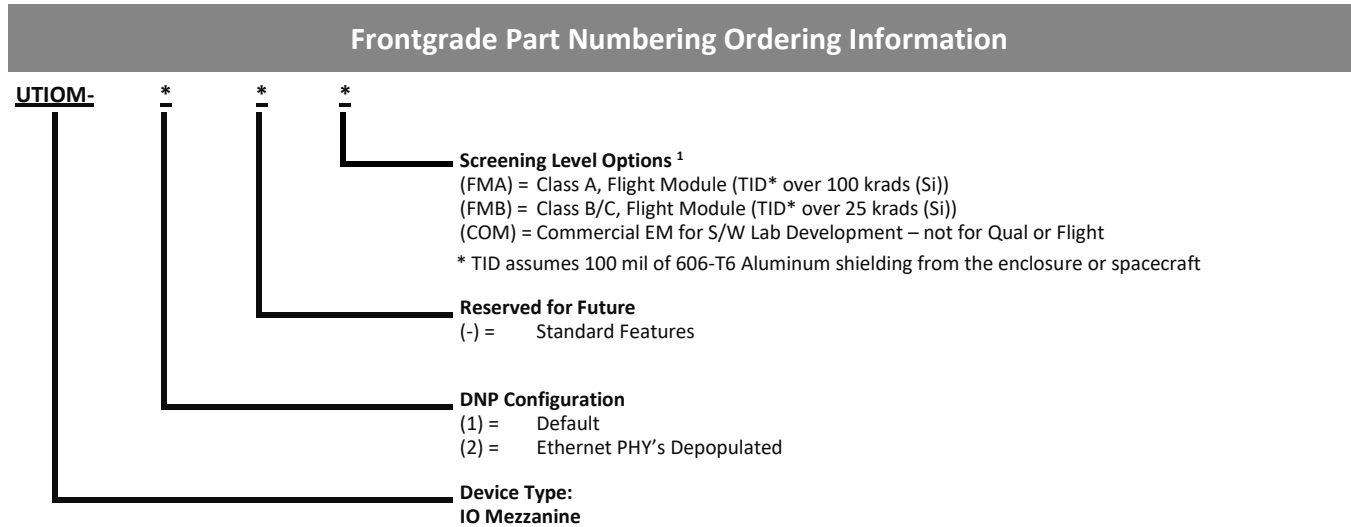 Frontgrade Part Numbering Ordering Information
UTIOM- * * *
Screening Level Options 1
(FMA) = Class A, Flight Module (TID* over 100 krads (Si))
(FMB) = Class B/C, Flight Module (TID* over 25 krads (Si))
(COM) = Commercial EM for S/W Lab Development – not for Qual or Flight
* TID assumes 100 mil of 606-T6 Aluminum shielding from the enclosure or spacecraft
Reserved for Future
(-) = Standard Features
DNP Configuration
(1) = Default
(2) = Ethernet PHY's Depopulated
Device Type:
IO Mezzanine